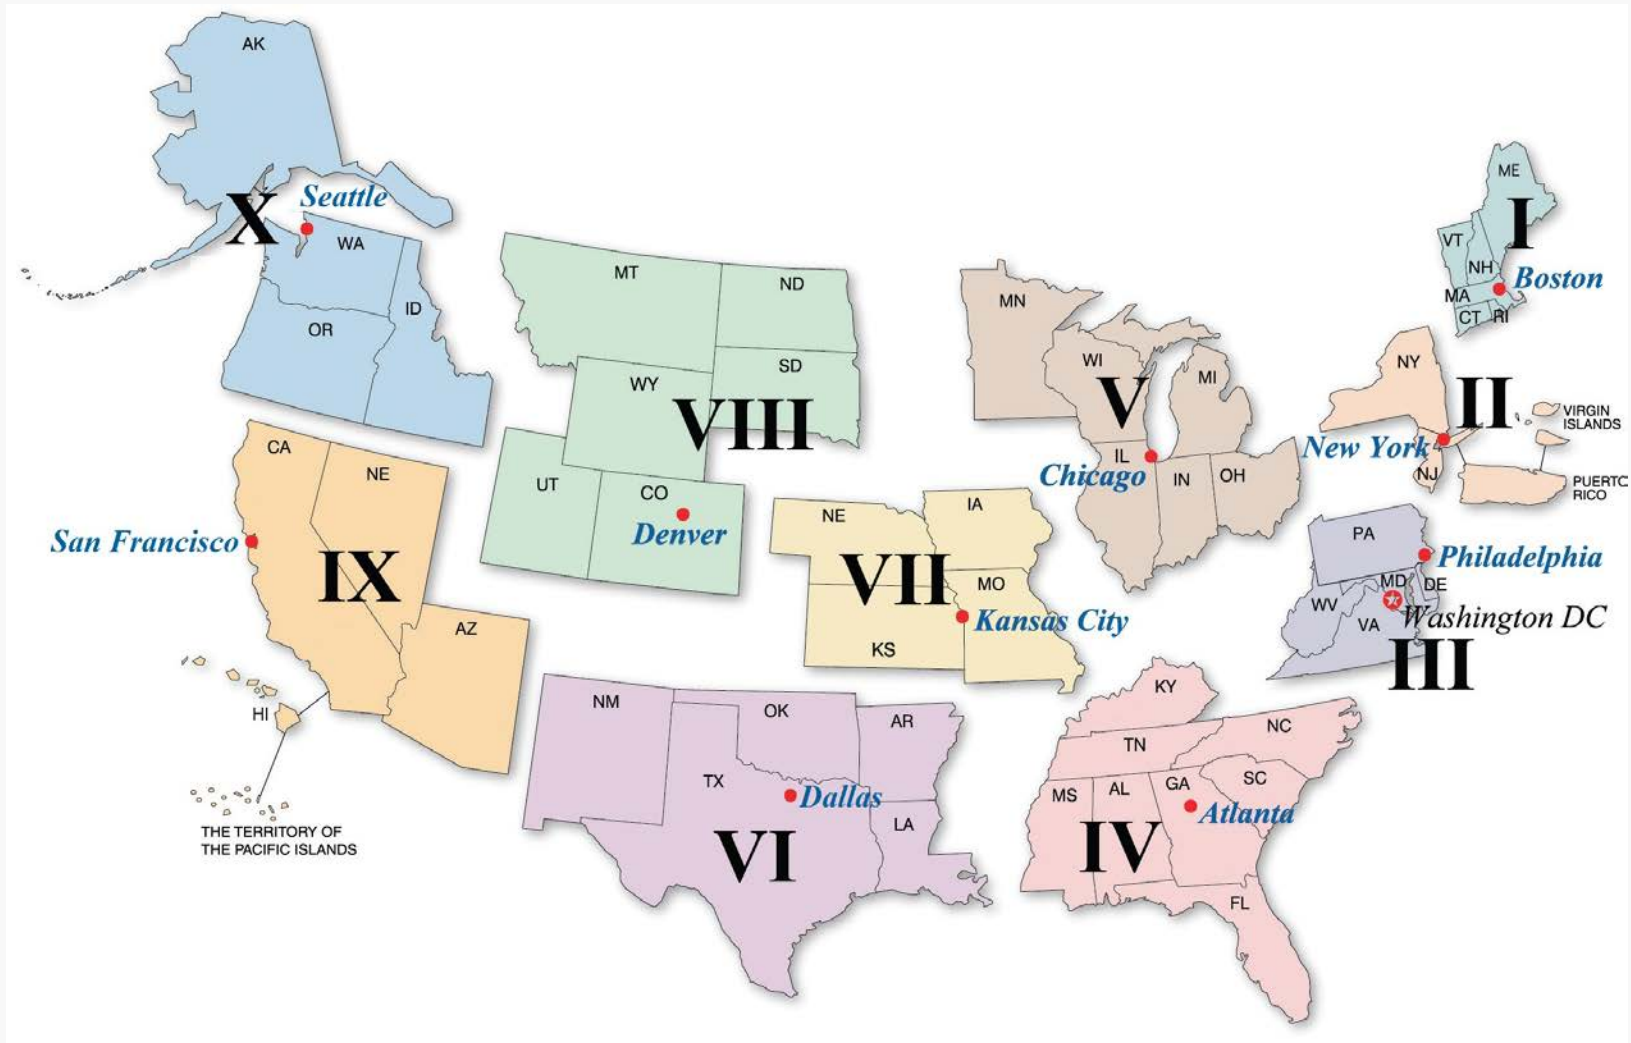 AK
X
Seattle
WA
ID
OR
MT
ND
SD
WY
VIII
UT
CO
Denver
CA
NE
San Francisco
IX
AZ
HI
THE TERRITORY OF
THE PACIFIC ISLANDS
NE
IA
VII
MO
Kansas City
KS
NM
OK
AR
TX
Dallas
LA
VI
MN
WI
MI
V
IL
Chicago
IN
OH
ME
I
VT
NH
Boston
MA
CT
RI
NY
II
VIRGIN
ISLANDS
New York
NJ
PUERTC
RICO
PA
Philadelphia
MD
DE
WV
Washington DC
VA
III
KY
NC
TN
SC
MS
AL
GA
Atlanta
IV
FL